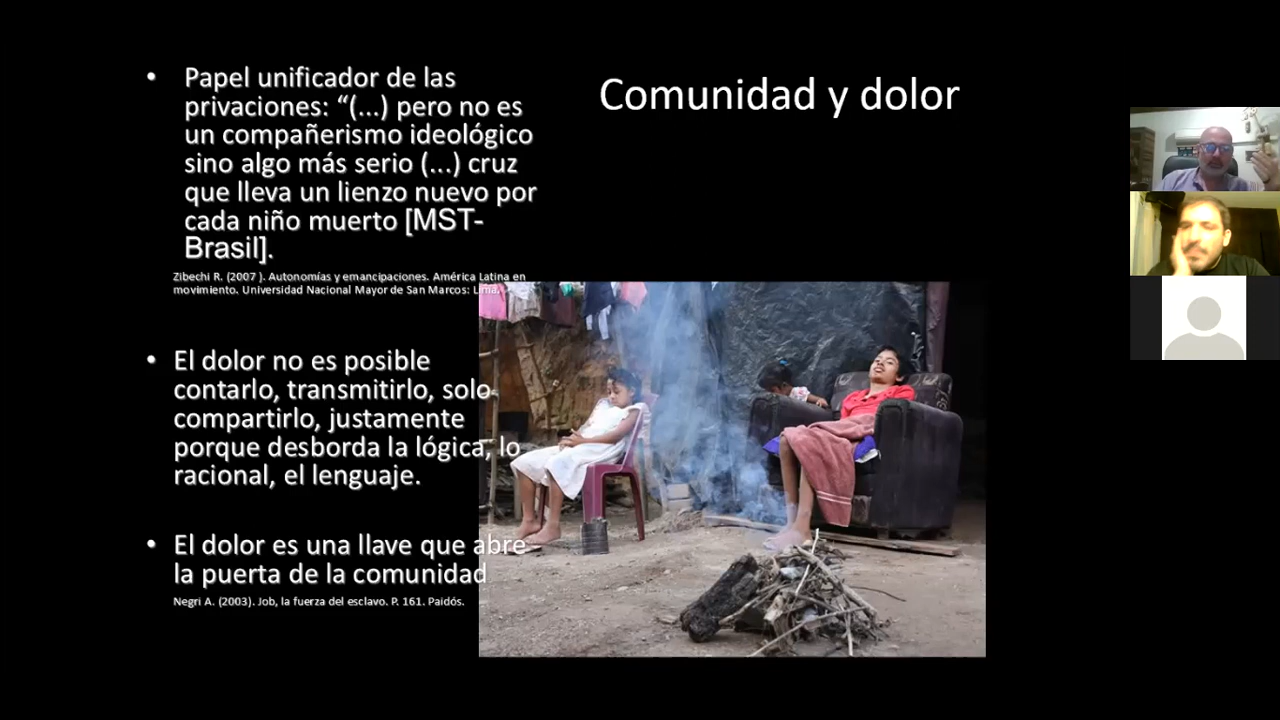 Comunidad y dolor
• Papel unificador de las
privaciones: “(...) pero no es
un compañerismo ideológico
sino algo más serio (...) cruz
que lleva un lienzo nuevo por
cada niño muerto [MST-
Brasil].
Zibechi R. (2007 ). Autonomías y emancipaciones. América Latina en
movimiento. Universidad Nacional Mayor de San Marcos: Lima.
• El dolor no es posible
contarlo, transmitirlo, solo
compartirlo, justamente
porque desborda la lógica, lo
racional, el lenguaje.
• El dolor es una llave que abre
la puerta de la comunidad
Negri A. (2003). Job, la fuerza del esclavo. P. 161. Paidós.